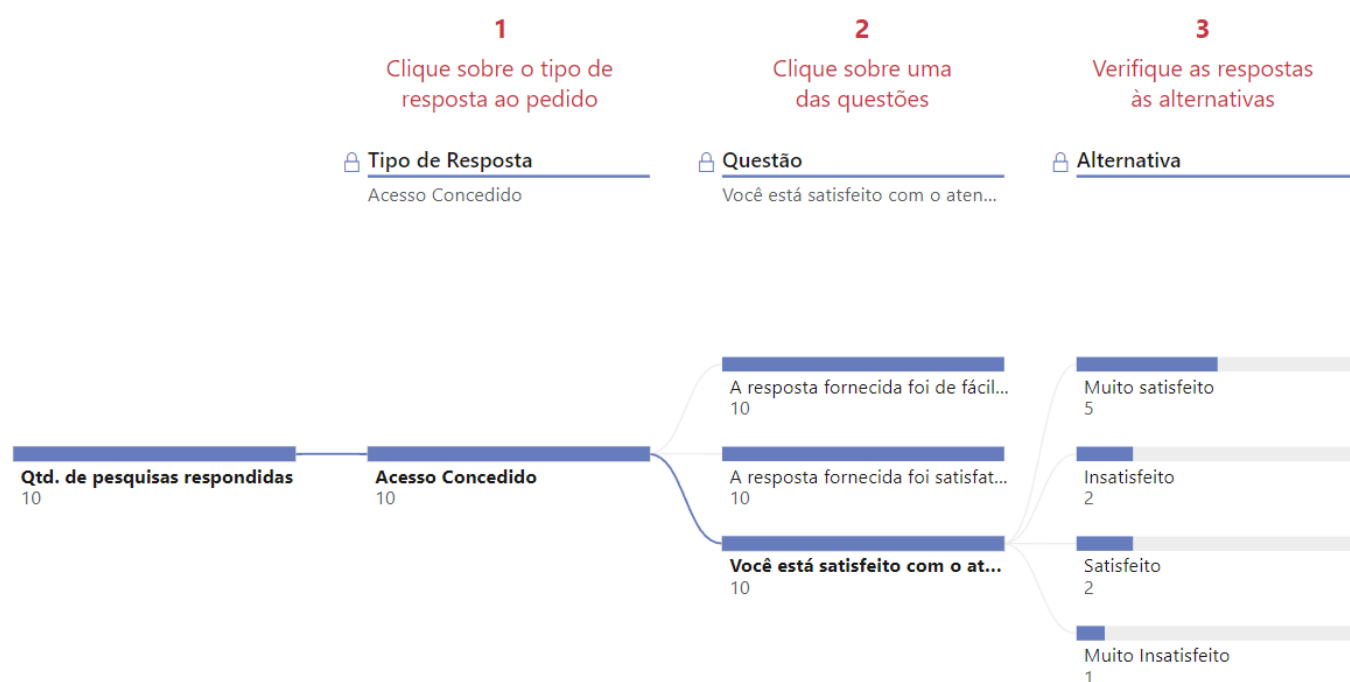 1
Clique sobre o tipo de
resposta ao pedido
2
Clique sobre uma
das questões
3
Verifique as respostas
às alternativas
Tipo de Resposta
Acesso Concedido
Questão
Você está satisfeito com o aten...
Alternativa
Qtd. de pesquisas respondidas
10
Acesso Concedido
10
A resposta fornecida foi de fácil...
10
A resposta fornecida foi satisfat...
10
Você está satisfeito com o at...
10
Muito satisfeito
5
Insatisfeito
2
Satisfeito
2
Muito Insatisfeito
1